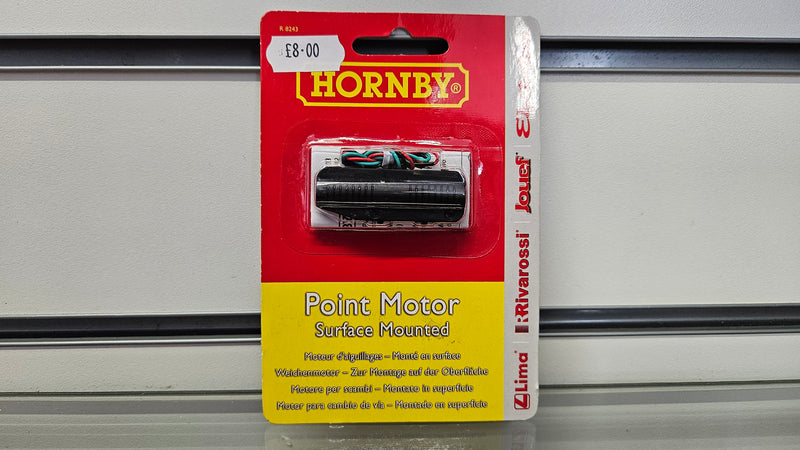 R 8243
£8.00
HORNBY®
Point Motor
Surface Mounted
Moteur d'aiguillages – Monté en surface
Weichenmotor – Zur Montage auf der Oberfläche
Motore per scambi – Montato in superficie
Motor para cambio de vía – Montado en superficie
Lima®
Rivarossi®
Jouef®